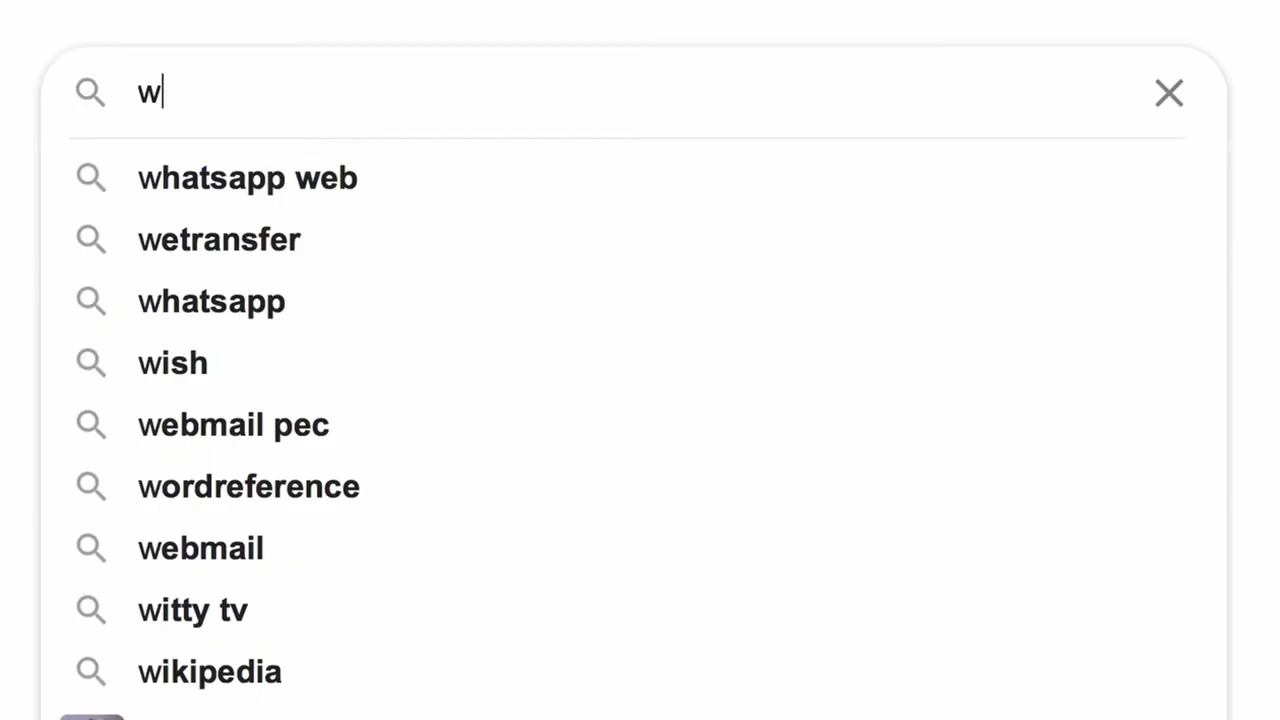 w
whatsapp web
wetransfer
whatsapp
wish
webmail pec
wordreference
webmail
witty tv
wikipedia